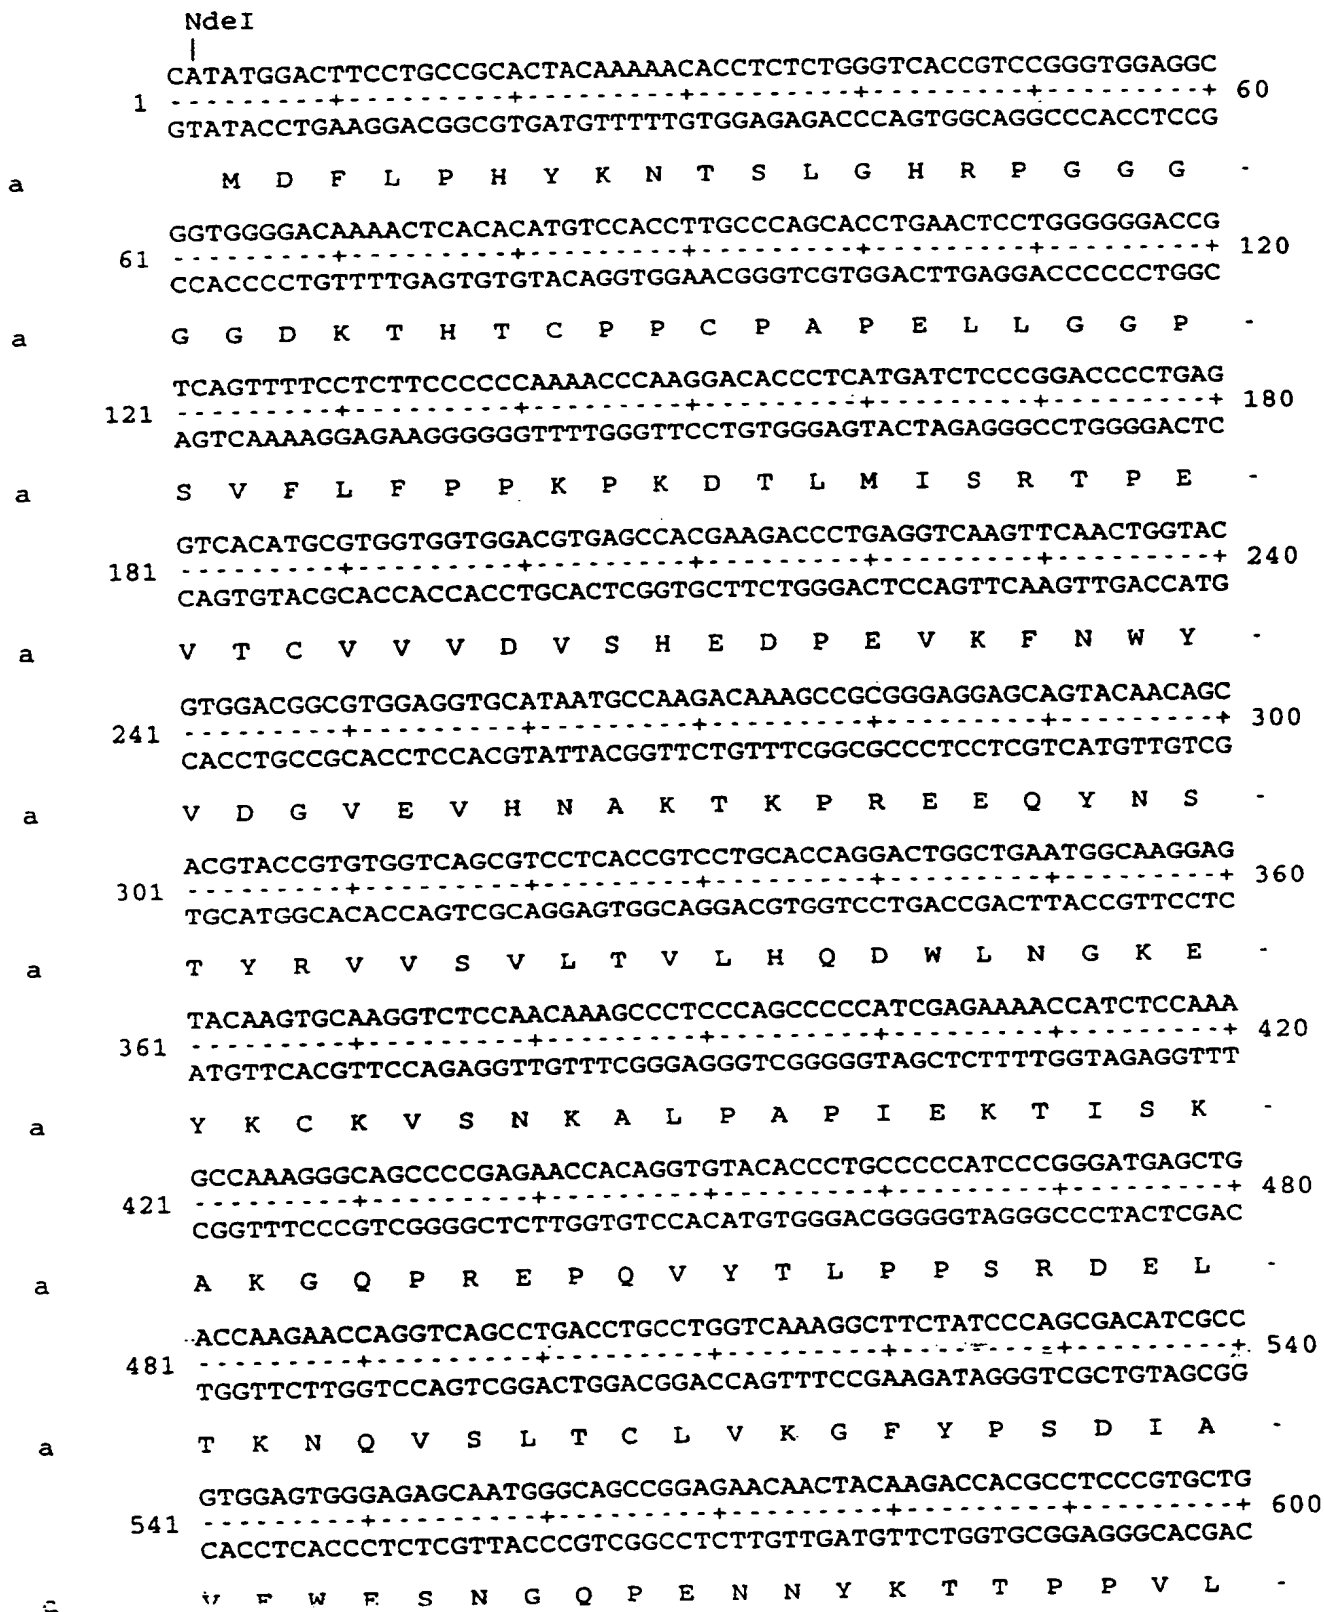 NdeI
CATATGGACTTCCTGCCGCACTACAAAAACACCTCTCTGGGTCACCGTCCGGGTGGAGGC
1 ---------+---------+---------+---------+---------+---------+ 60
GTATACCTGAAGGACGGCGTGATGTTTTTGTGGAGAGACCCAGTGGCAGGCCCACCTCCG
a M D F L P H Y K N T S L G H R P G G G -
GGTGGGGACAAAACTCACACATGTCCACCTTGCCCAGCACCTGAACTCCTGGGGGGACCG
61 ---------+---------+---------+---------+---------+---------+ 120
CCACCCCTGTTTTGAGTGTGTACAGGTGGAACGGGTCGTGGACTTGAGGACCCCCCTGGC
a G G D K T H T C P P C P A P E L L G G P -
TCAGTTTTCCTCTTCCCCCCAAAACCCAAGGACACCCTCATGATCTCCCGGACCCCTGAG
121 ---------+---------+---------+---------+---------+---------+ 180
AGTCAAAAGGAGAAGGGGGGTTTTGGGTTCCTGTGGGAGTACTAGAGGGCCTGGGGACTC
a S V F L F P P K P K D T L M I S R T P E -
GTCACATGCGTGGTGGTGGACGTGAGCCACGAAGACCCTGAGGTCAAGTTCAACTGGTAC
181 ---------+---------+---------+---------+---------+---------+ 240
CAGTGTACGCACCACCACCTGCACTCGGTGCTTCTGGGACTCCAGTTCAAGTTGACCATG
a V T C V V V D V S H E D P E V K F N W Y -
GTGGACGGCGTGGAGGTGCATAATGCCAAGACAAAGCCGCGGGAGGAGCAGTACAACAGC
241 ---------+---------+---------+---------+---------+---------+ 300
CACCTGCCGCACCTCCACGTATTACGGTTCTGTTTCGGCGCCCTCCTCGTCATGTTGTCG
a V D G V E V H N A K T K P R E E Q Y N S -
ACGTACCGTGTGGTCAGCGTCCTCACCGTCCTGCACCAGGACTGGCTGAATGGCAAGGAG
301 ---------+---------+---------+---------+---------+---------+ 360
TGCATGGCACACCAGTCGCAGGAGTGGCAGGACGTGGTCCTGACCGACTTACCGTTCCTC
a T Y R V V S V L T V L H Q D W L N G K E -
TACAAGTGCAAGGTCTCCAACAAAGCCCTCCCAGCCCCCATCGAGAAAACCATCTCCAAA
361 ---------+---------+---------+---------+---------+---------+ 420
ATGTTCACGTTCCAGAGGTTGTTTCGGGAGGGTCGGGGGTAGCTCTTTTGGTAGAGGTTT
a Y K C K V S N K A L P A P I E K T I S K -
GCCAAAGGGCAGCCCCGAGAACCACAGGTGTACACCCTGCCCCCATCCCGGGATGAGCTG
421 ---------+---------+---------+---------+---------+---------+ 480
CGGTTTCCCGTCGGGGCTCTTGGTGTCCACATGTGGGACGGGGGTAGGGCCCTACTCGAC
a A K G Q P R E P Q V Y T L P P S R D E L -
ACCAAGAACCAGGTCAGCCTGACCTGCCTGGTCAAAGGCTTCTATCCCAGCGACATCGCC
481 ---------+---------+---------+---------+---------+---------+ 540
TGGTTCTTGGTCCAGTCGGACTGGACGGACCAGTTTCCGAAGATAGGGTCGCTGTAGCGG
a T K N Q V S L T C L V K G F Y P S D I A -
GTGGAGTGGGAGAGCAATGGGCAGCCGGAGAACAACTACAAGACCACGCCTCCCGTGCTG
541 ---------+---------+---------+---------+---------+---------+ 600
CACCTCACCCTCTCGTTACCCGTCGGCCTCTTGTTGATGTTCTGGTGCGGAGGGCACGAC
a V E W E S N G Q P E N N Y K T T P P V L -